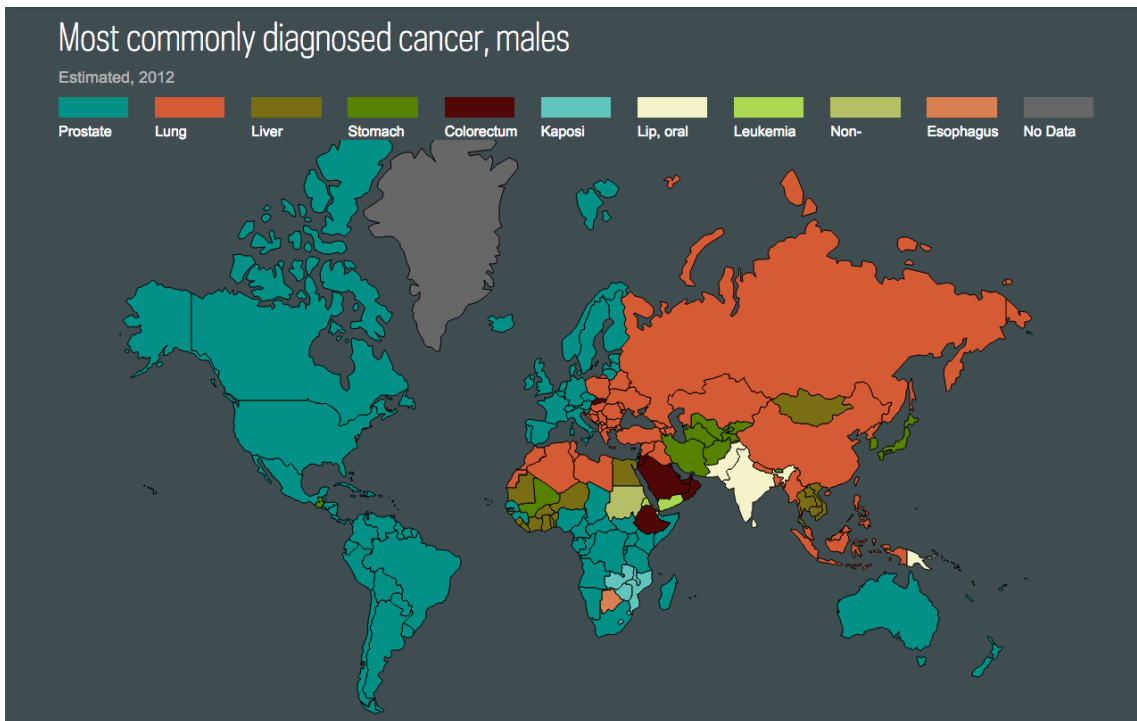 Most commonly diagnosed cancer, males
Estimated, 2012
Prostate Lung Liver Stomach Colorectum Kaposi Lip, oral Leukemia Non- Esophagus No Data